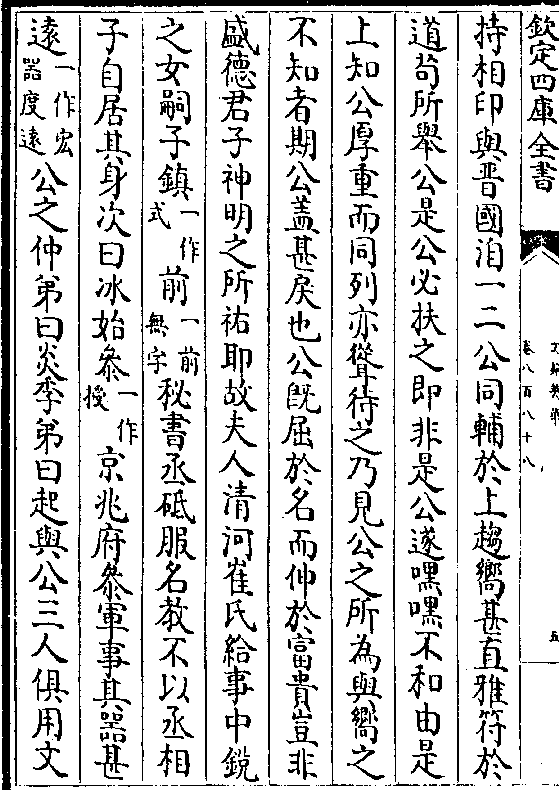 欽定四庫全書
卷八百八十八
五
持相印與晋國洎一二公同輔於上趨嚮甚直雅符於
道苟所舉公是公必扶之即非是公遂嘿嘿不和由是
上知公厚重而同列亦聳待之乃見公之所為與嚮之
不知者期公盖甚戾也公既屈於名而伸於富貴豈非
盛德君子神明之所祐耶故夫人清河崔氏給事中鋭
之女嗣子鎮一作式前一前無字秘書丞砥服名教不以丞相
子自居其身次曰冰始叅一作授京兆府叅軍事其器甚
遠一作宏器度遠公之仲弟曰炎季弟曰起與公三人俱用文